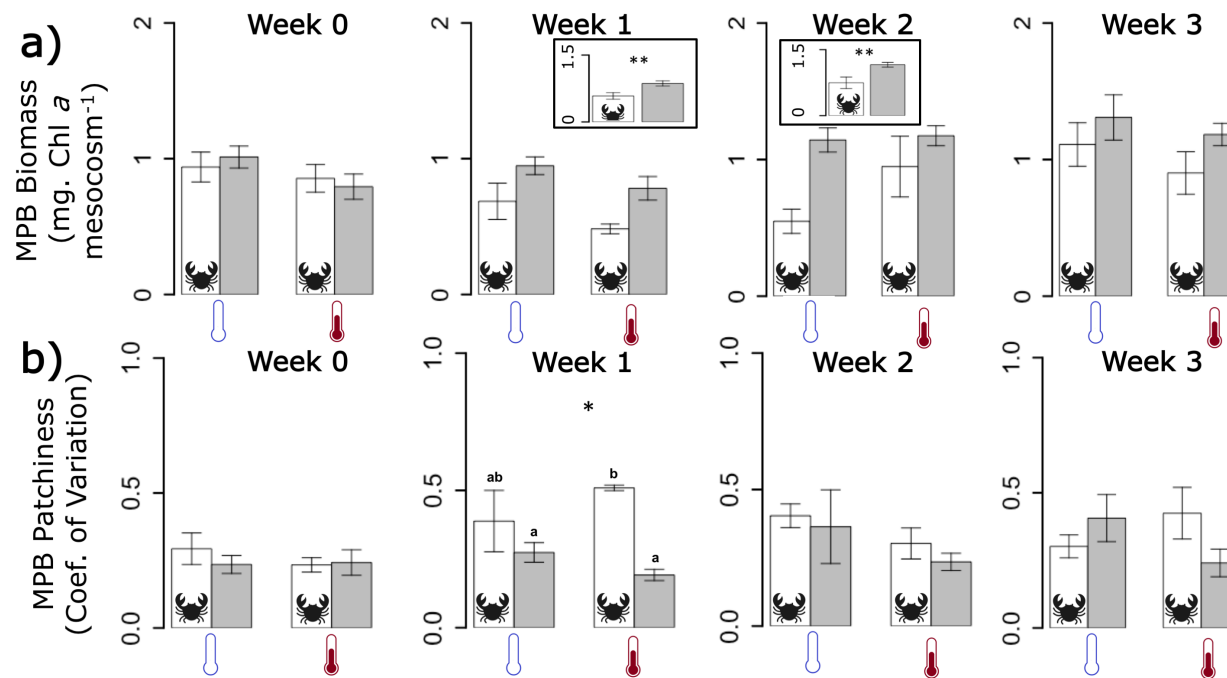 a)
MPB Biomass
(mg. Chl a
mesocosm-1)
Week 0
2
1
0
Week 1
2
1
0
1.5
0
**
Week 2
2
1
0
1.5
0
**
Week 3
2
1
0
b)
MPB Patchiness
(Coef. of Variation)
Week 0
1.0
0.5
0.0
Week 1
1.0
0.5
0.0
*
ab
a
b
a
Week 2
1.0
0.5
0.0
Week 3
1.0
0.5
0.0